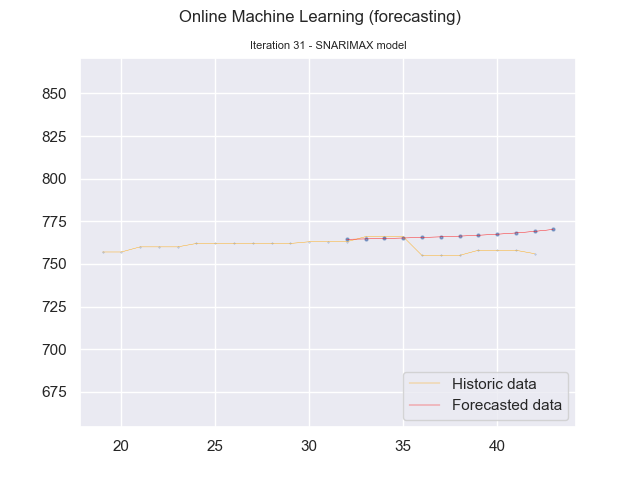 Online Machine Learning (forecasting)
Iteration 31 - SNARIMAX model
850
825
800
775
750
725
700
675
Historic data
Forecasted data
20 25 30 35 40